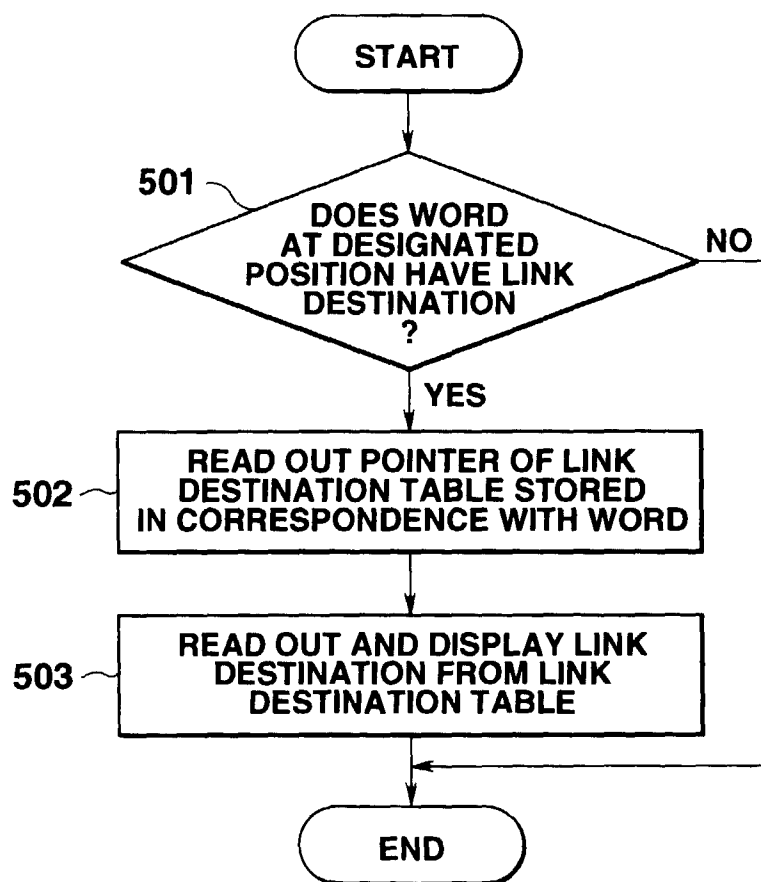 START
501
DOES WORD
AT DESIGNATED
POSITION HAVE LINK
DESTINATION
?
NO
YES
502
READ OUT POINTER OF LINK
DESTINATION TABLE STORED
IN CORRESPONDENCE WITH WORD
503
READ OUT AND DISPLAY LINK
DESTINATION FROM LINK
DESTINATION TABLE
END